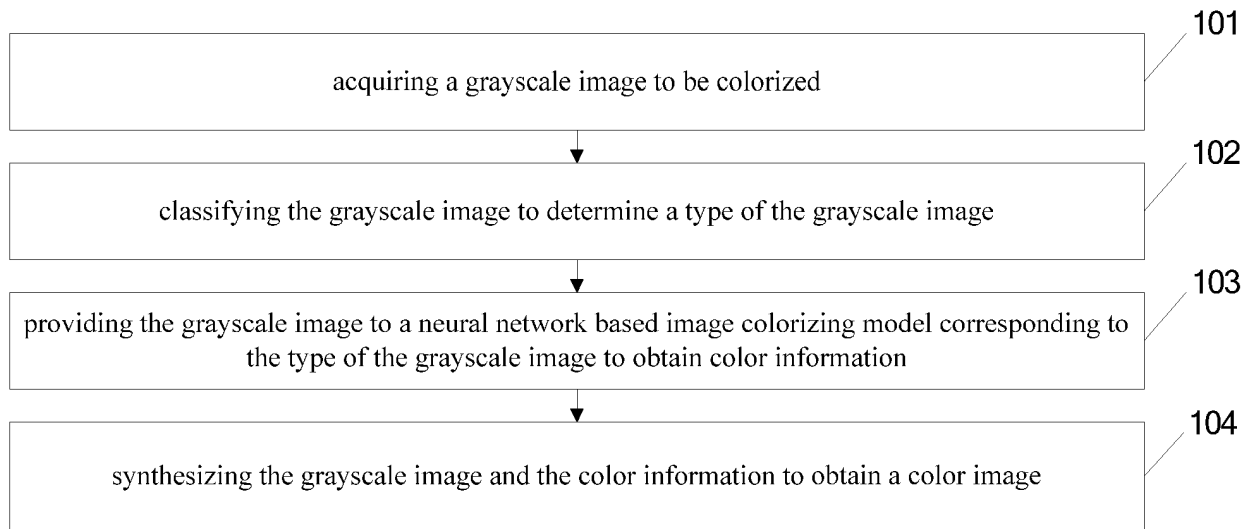 101
acquiring a grayscale image to be colorized
102
classifying the grayscale image to determine a type of the grayscale image
103
providing the grayscale image to a neural network based image colorizing model corresponding to
the type of the grayscale image to obtain color information
104
synthesizing the grayscale image and the color information to obtain a color image